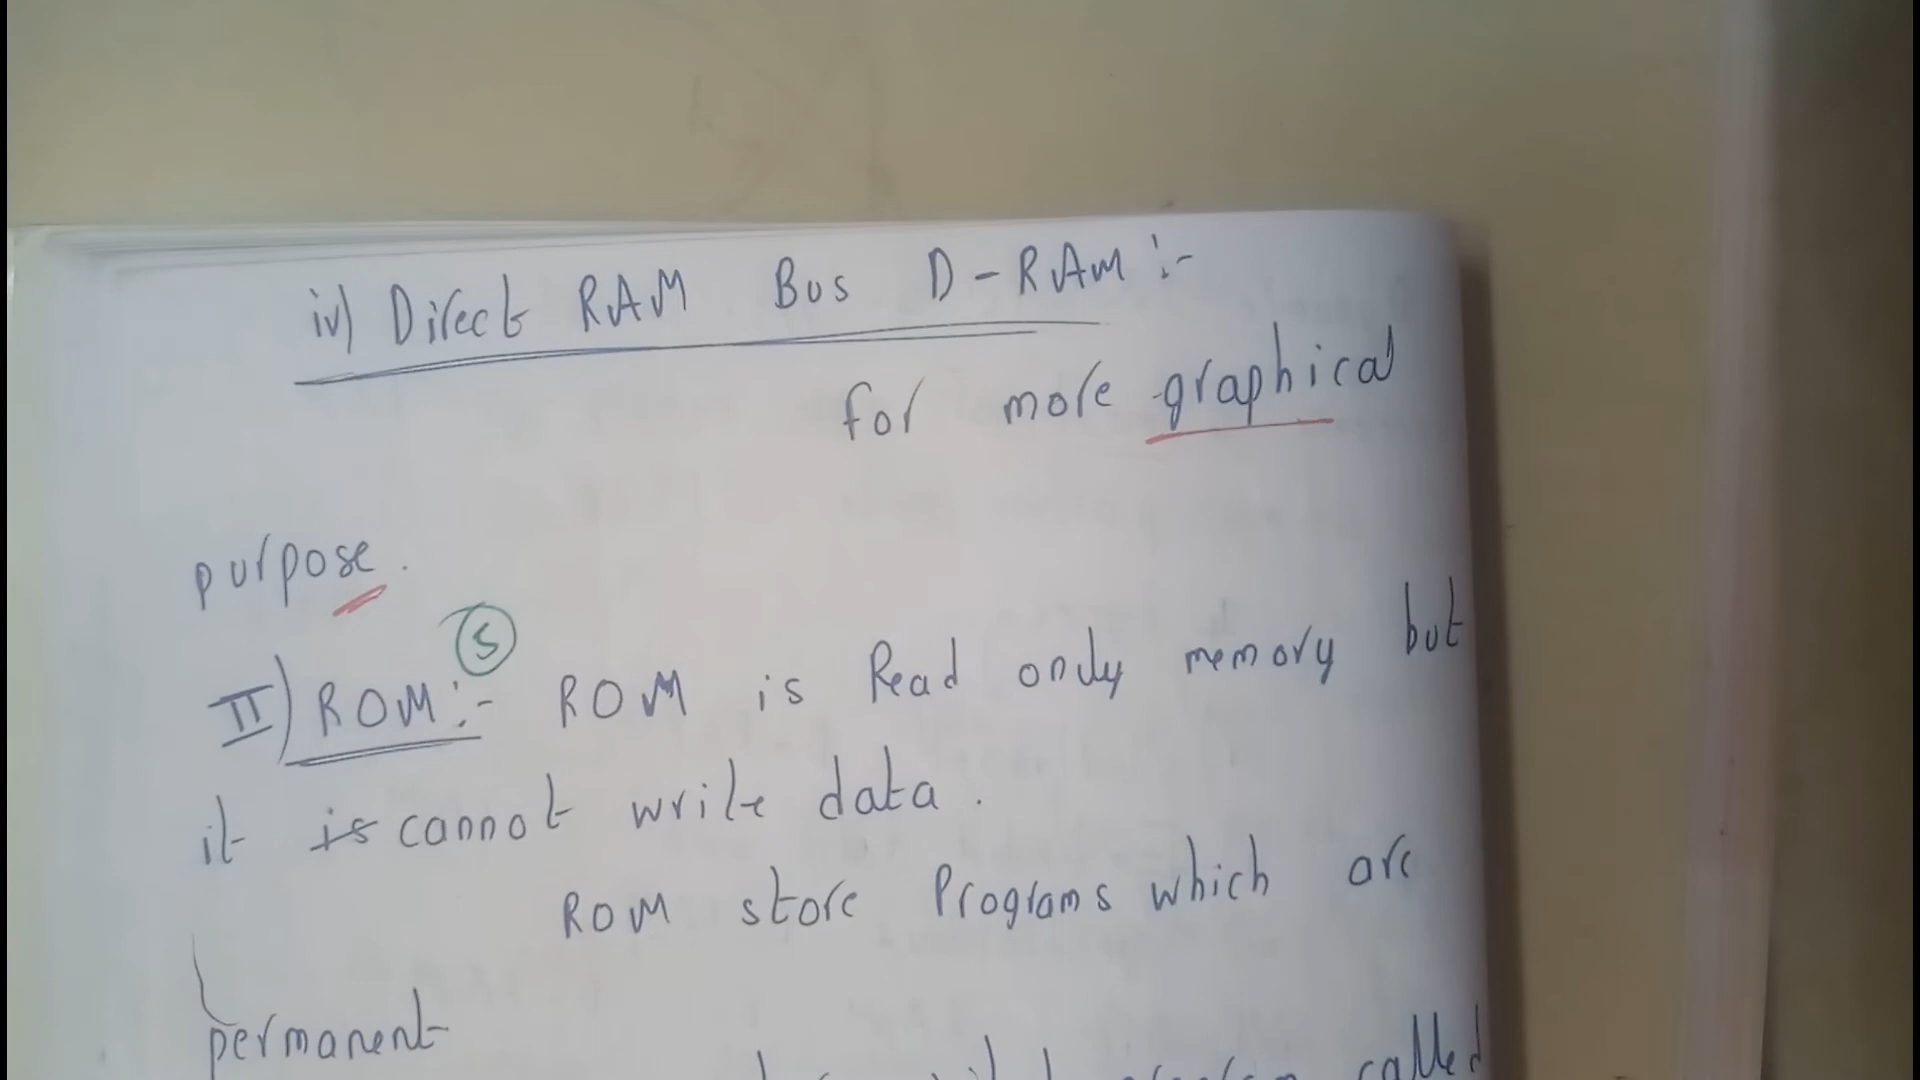 iv) Direct RAM Bus D-RAM :-
for more graphical
purpose.
5
II) ROM :- ROM is Read only memory but
it is cannot write data.
ROM store Programs which are
permanent
called